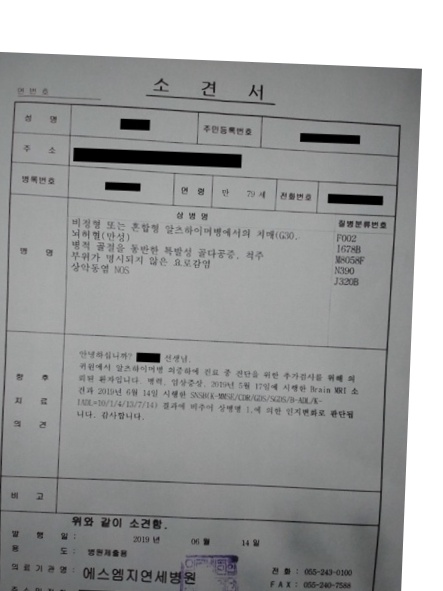 소 견 서
연 번 호
성 명
주민등록번호
주 소
병록번호
연 령
만 79 세
전화번호
상 병 명
질병분류번호
병 명
비정형 또는 혼합형 알츠하이머병에서의 치매(G30.
F002
뇌허혈(만성)
I678B
병적 골절을 동반한 특발성 골다공증, 척주
M8058F
부위가 명시되지 않은 요로감염
N390
상악동염 NOS
J320B
향 후 치 료 의 견
안녕하십니까? 선생님.
귀원에서 알츠하이머병 의증하에 진료 중 진단을 위한 추가검사를 위해 의
뢰된 환자입니다. 병력, 임상증상, 2019년 5월 17일에 시행한 Brain MRI 소
견과 2019년 6월 14일 시행한 SNSB(K-MMSE/CDR/GDS/SGDS/B-ADL/K-
IADL=10/1/4/13/7/14) 결과에 비추어 상병명 1.에 의한 인지변화로 판단됩
니다. 감사합니다.
비 고
위와 같이 소견함.
발 행 일 : 2019 년 06 월 14 일
용 도 : 병원제출용
의 료 기 관 명 : 에스엠지연세병원
전 화 : 055-243-0100
F A X : 055-240-7588